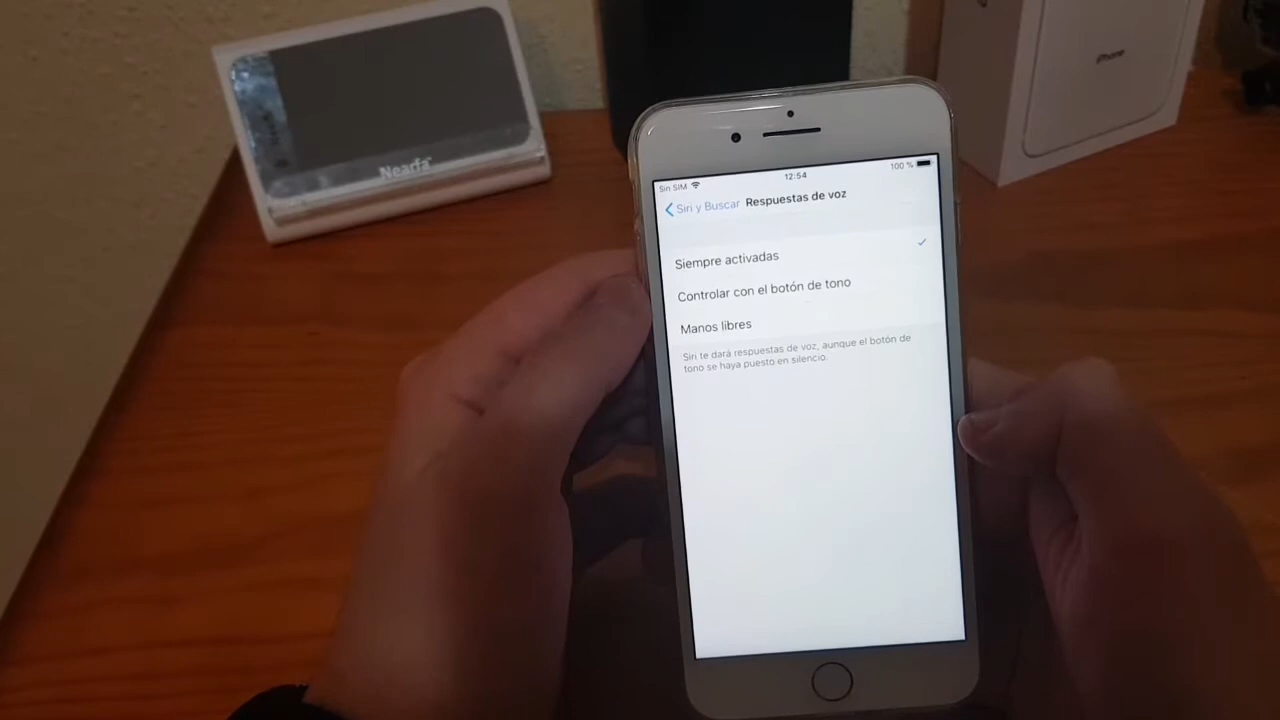 iPhone
Nearfa
Sin SIM 12:54 100 %
Siri y Buscar Respuestas de voz
Siempre activadas
Controlar con el botón de tono
Manos libres
Siri te dará respuestas de voz, aunque el botón de
tono se haya puesto en silencio.